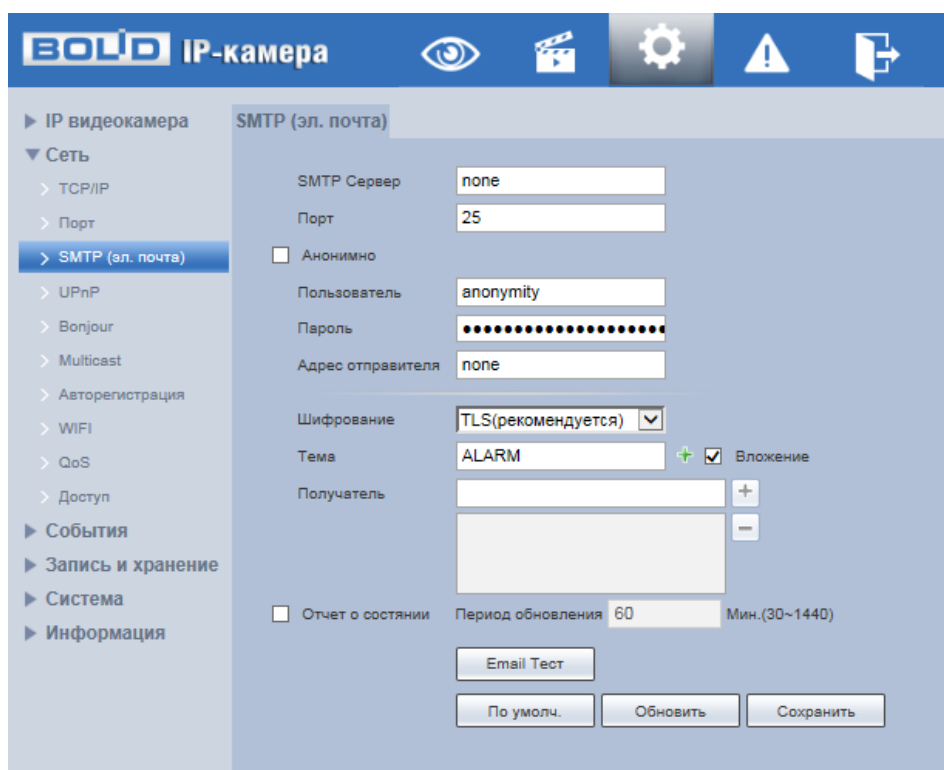 BOLID IP-камера
IP видеокамера
Сеть
TCP/IP
Порт
SMTP (эл. почта)
UPnP
Bonjour
Multicast
Авторегистрация
WIFI
QoS
Доступ
События
Запись и хранение
Система
Информация
SMTP (эл. почта)
SMTP Сервер none
Порт 25
Анонимно
Пользователь anonymity
Пароль
Адрес отправителя none
Шифрование TLS(рекомендуется)
Тема ALARM Вложение
Получатель
Отчет о состянии Период обновления 60 Мин.(30~1440)
Email Тест
По умолч. Обновить Сохранить